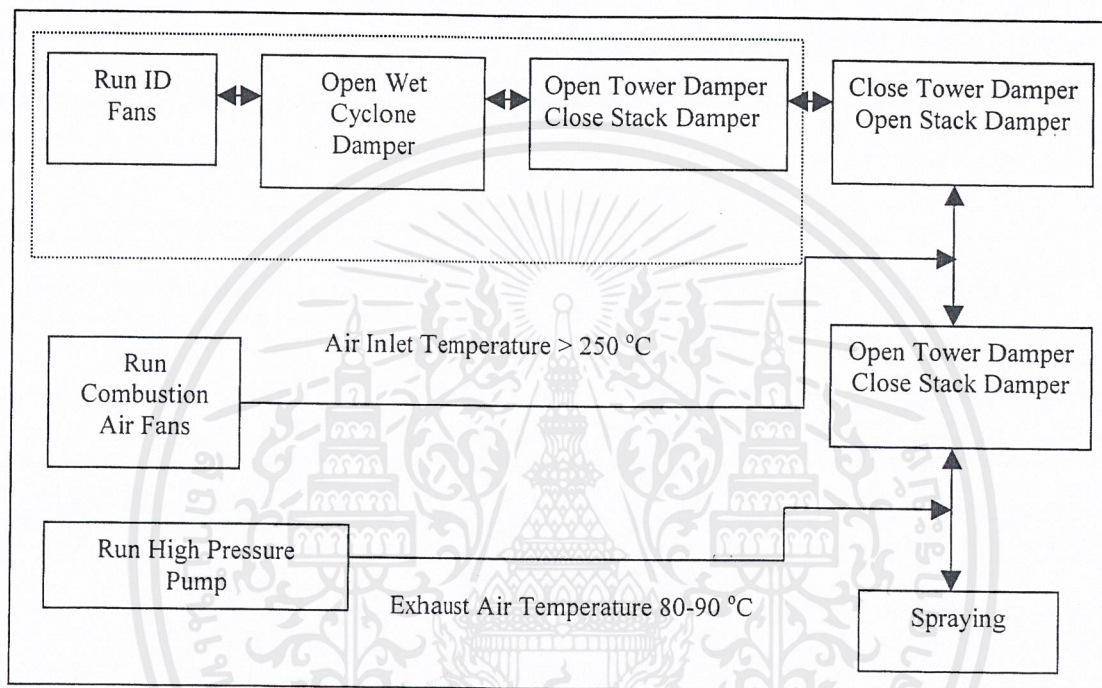 Run ID
Fans
Open Wet
Cyclone
Damper
Open Tower Damper
Close Stack Damper
Close Tower Damper
Open Stack Damper
Air Inlet Temperature > 250 °C
Run
Combustion
Air Fans
Open Tower Damper
Close Stack Damper
Run High Pressure
Pump
Exhaust Air Temperature 80-90 °C
Spraying